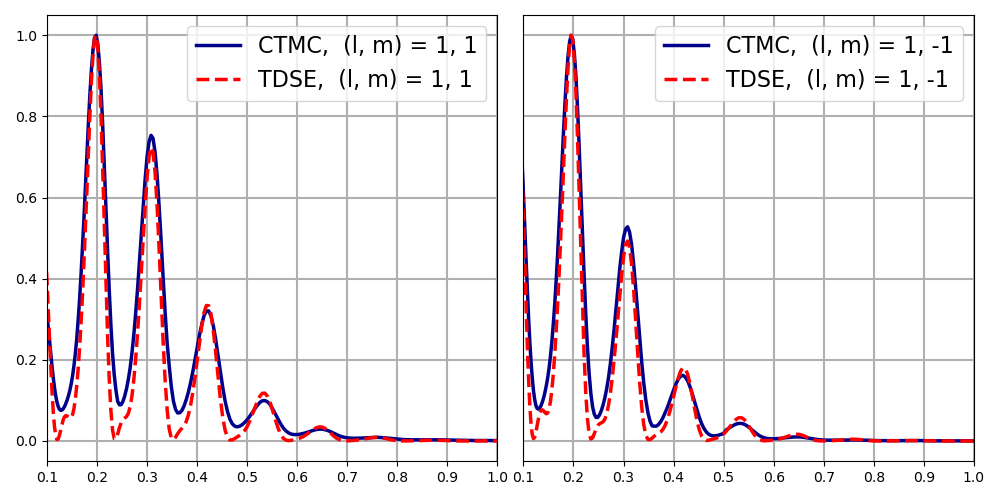 CTMC,  (l, m) = 1, 1
TDSE,  (l, m) = 1, 1
CTMC,  (l, m) = 1, -1
TDSE,  (l, m) = 1, -1
1.0
0.8
0.6
0.4
0.2
0.0
0.1 0.2 0.3 0.4 0.5 0.6 0.7 0.8 0.9 1.0
0.1 0.2 0.3 0.4 0.5 0.6 0.7 0.8 0.9 1.0